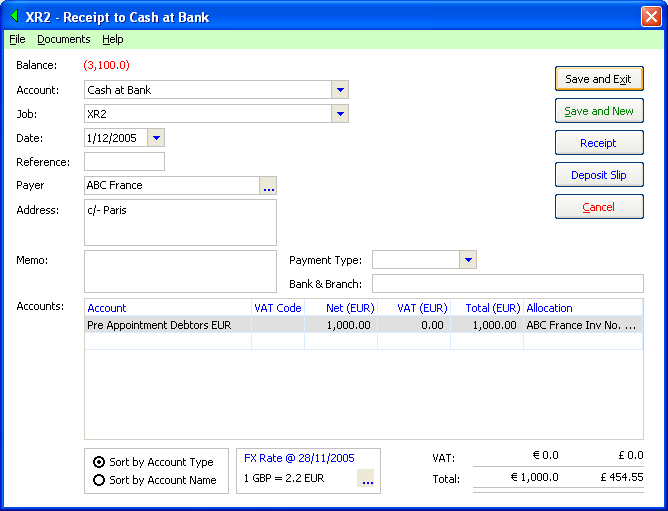 XR2 - Receipt to Cash at Bank
File Documents Help
Balance: (3,100.0)
Account: Cash at Bank
Job: XR2
Date: 1/12/2005
Reference:
Payer ABC France ...
Address: c/- Paris
Memo:
Payment Type:
Bank & Branch:
Save and Exit
Save and New
Receipt
Deposit Slip
Cancel
Accounts:
Account VAT Code Net (EUR) VAT (EUR) Total (EUR) Allocation
Pre Appointment Debtors EUR 1,000.00 0.00 1,000.00 ABC France Inv No. ...
Sort by Account Type
Sort by Account Name
FX Rate @ 28/11/2005
1 GBP = 2.2 EUR ...
VAT: € 0.0 £ 0.0
Total: € 1,000.0 £ 454.55